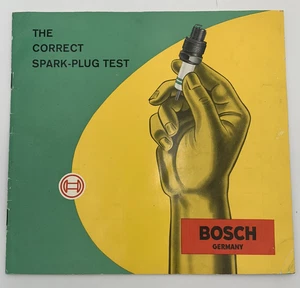 THE
CORRECT
SPARK-PLUG TEST
BOSCH
GERMANY